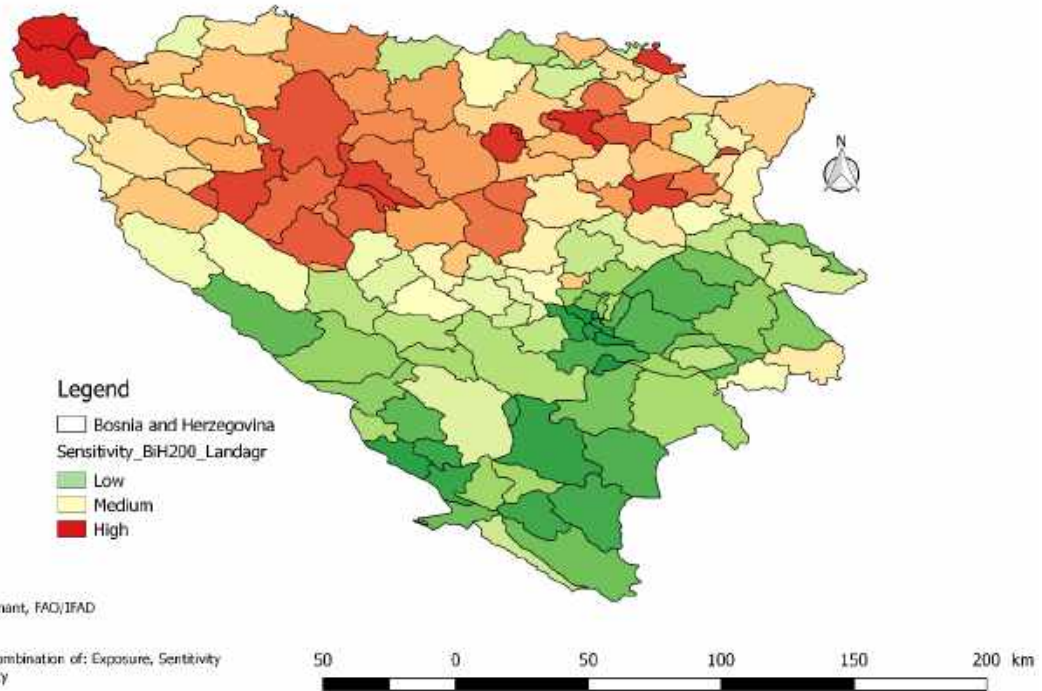 N
Legend
Bosnia and Herzegovina
Sensitivity_BiH200_Landagr
Low
Medium
High
FAO/IFAD
ombination of: Exposure, Sentitivity
ty
50 0 50 100 150 200 km